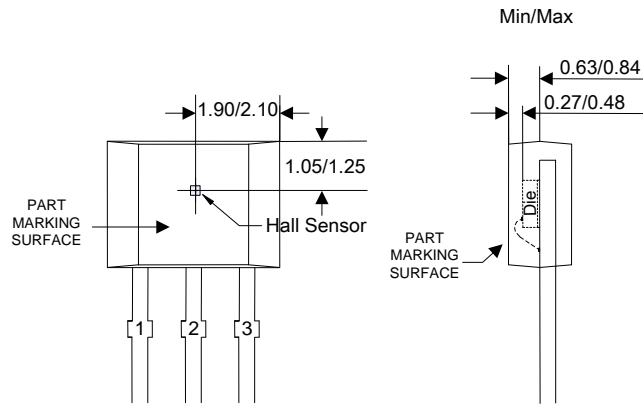 Min/Max
0.63/0.84
0.27/0.48
1.90/2.10
1.05/1.25
PART
MARKING
SURFACE
Hall Sensor
Die
PART
MARKING
SURFACE
1
2
3